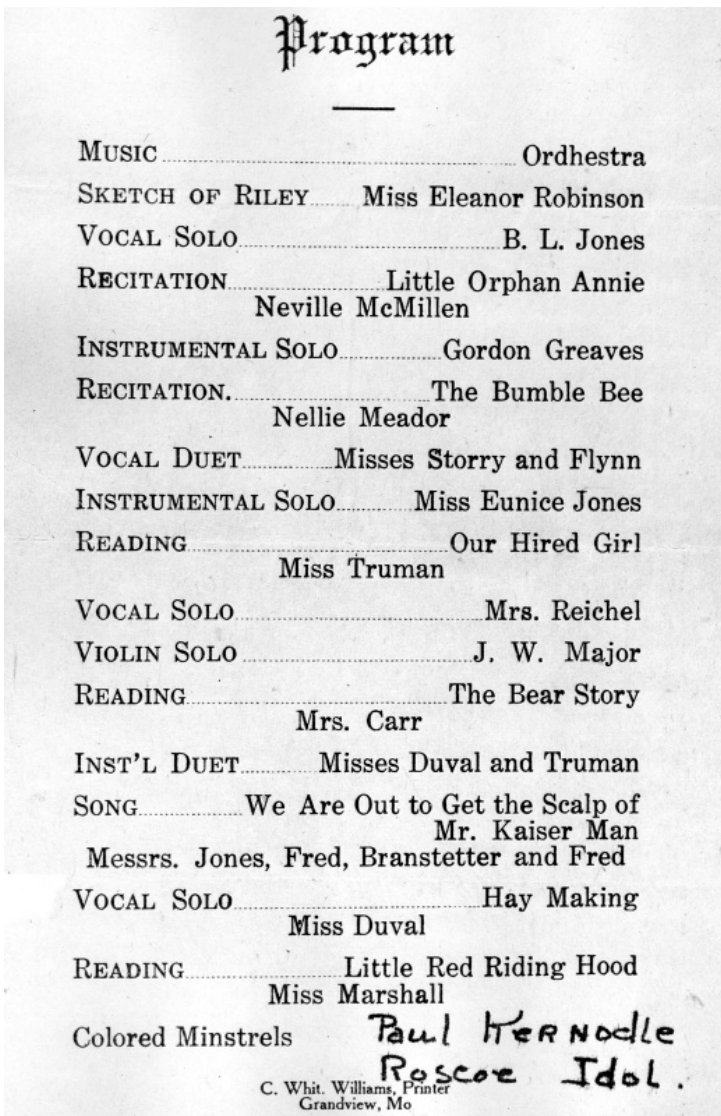 Program
MUSIC Ordhestra
SKETCH OF RILEY Miss Eleanor Robinson
VOCAL SOLO B. L. Jones
RECITATION Little Orphan Annie
Neville McMillen
INSTRUMENTAL SOLO Gordon Greaves
RECITATION. The Bumble Bee
Nellie Meador
VOCAL DUET Misses Storry and Flynn
INSTRUMENTAL SOLO Miss Eunice Jones
READING Our Hired Girl
Miss Truman
VOCAL SOLO Mrs. Reichel
VIOLIN SOLO J. W. Major
READING The Bear Story
Mrs. Carr
INST'L DUET Misses Duval and Truman
SONG We Are Out to Get the Scalp of
Mr. Kaiser Man
Messrs. Jones, Fred, Branstetter and Fred
VOCAL SOLO Hay Making
Miss Duval
READING Little Red Riding Hood
Miss Marshall
Colored Minstrels Paul Kernodle
Roscoe Idol.
C. Whit. Williams, Printer
Grandview, Mo